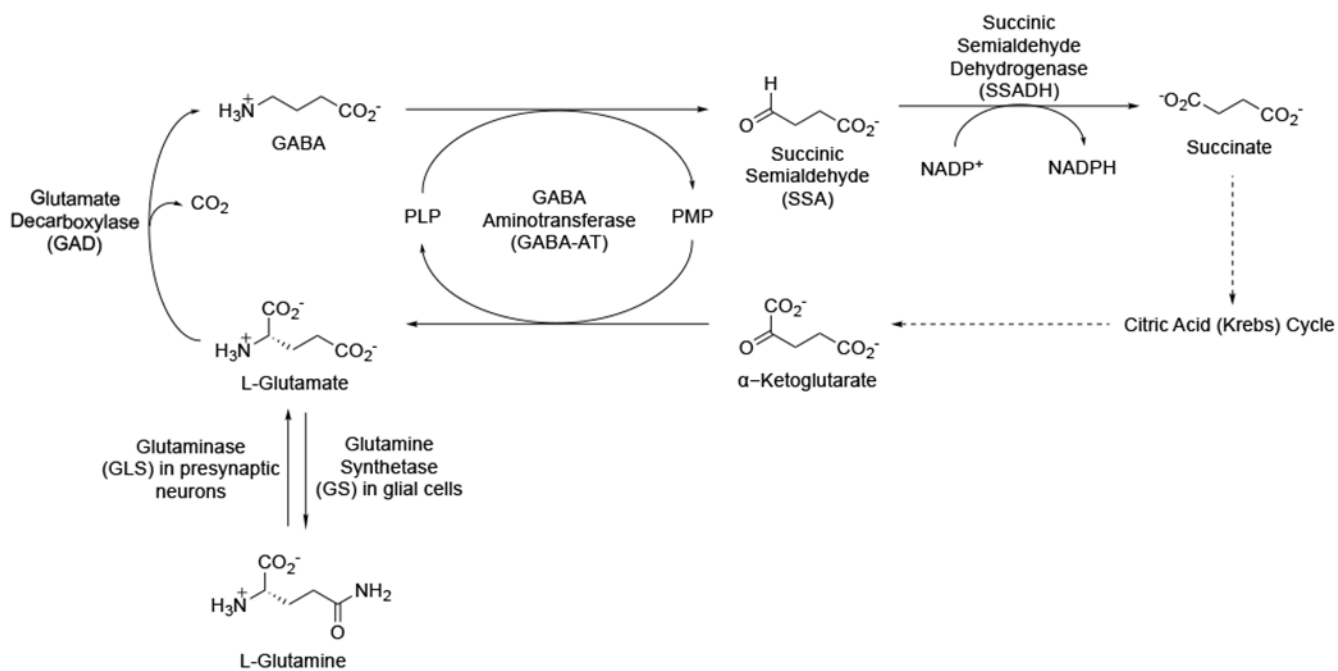 Succinic
Semialdehyde
Dehydrogenase
(SSADH)
H₃N⁺ CO₂⁻
GABA
H
O CO₂⁻
Succinic
Semialdehyde
(SSA)
NADP⁺
NADPH
⁻O₂C CO₂⁻
Succinate
Glutamate
Decarboxylase
(GAD)
CO₂
PLP
GABA
Aminotransferase
(GABA-AT)
PMP
CO₂⁻
H₃N⁺ CO₂⁻
L-Glutamate
CO₂⁻
O CO₂⁻
α−Ketoglutarate
Citric Acid (Krebs) Cycle
Glutaminase
(GLS) in presynaptic
neurons
Glutamine
Synthetase
(GS) in glial cells
CO₂⁻
H₃N⁺ NH₂
O
L-Glutamine